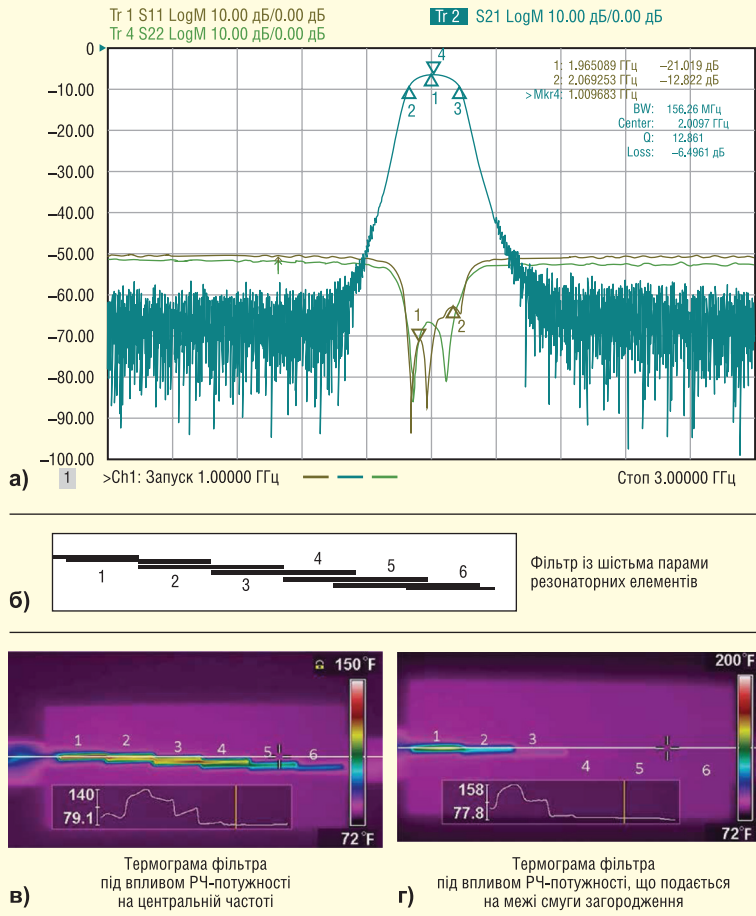 Tr 1 S11 LogM 10.00 дБ/0.00 дБ
Tr 2 S21 LogM 10.00 дБ/0.00 дБ
Tr 4 S22 LogM 10.00 дБ/0.00 дБ
0
–10.00
–20.00
–30.00
–40.00
–50.00
–60.00
–70.00
–80.00
–90.00
–100.00
4
2
1
3
1
2
1: 1.965089 ГГц –21.019 дБ
2: 2.069253 ГГц –12.822 дБ
>Mkr4: 1.009683 ГГц
BW: 156.26 МГц
Center: 2.0097 ГГц
Q: 12.861
Loss: –6.4961 дБ
а)
1 >Ch1: Запуск 1.00000 ГГц
Стоп 3.00000 ГГц
б)
1 2 3 4 5 6
Фільтр із шістьма парами
резонаторних елементів
150°F
1 2 3 4 5 6
140
79.1
72°F
в)
Термограма фільтра
під впливом РЧ-потужності
на центральній частоті
200°F
1 2 3 4 5 6
158
77.8
72°F
г)
Термограма фільтра
під впливом РЧ-потужності, що подається
на межі смуги загородження